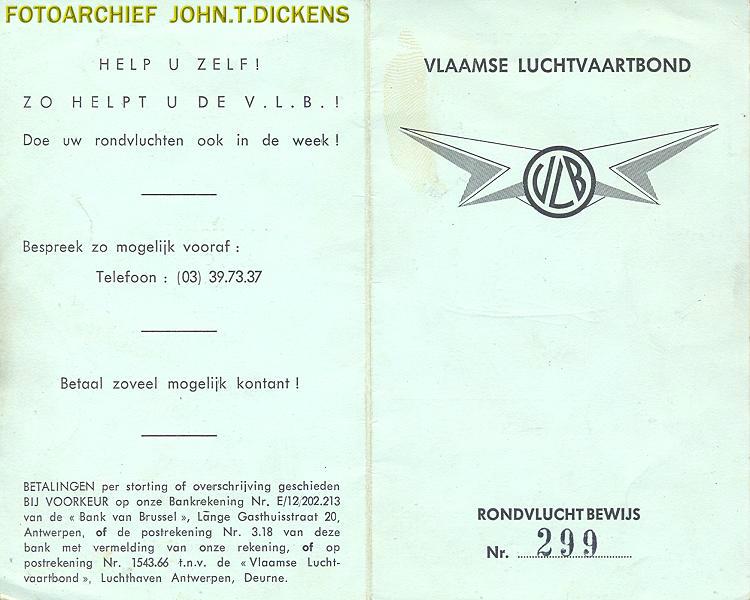 FOTOARCHIEF JOHN.T.DICKENS
HELP U ZELF!
ZO HELPT U DE V.L.B.!
Doe uw rondvluchten ook in de week!
Bespreek zo mogelijk vooraf:
Telefoon : (03) 39.73.37
Betaal zoveel mogelijk kontant!
BETALINGEN per storting of overschrijving geschieden
BIJ VOORKEUR op onze Bankrekening Nr. E/12/202.213
van de « Bank van Brussel », Lange Gasthuisstraat 20,
Antwerpen, of de postrekening Nr. 3.18 van deze
bank met vermelding van onze rekening, of op
postrekening Nr. 1543.66 t.n.v. de « Vlaamse Lucht-
vaartbond », Luchthaven Antwerpen, Deurne.
VLAAMSE LUCHTVAARTBOND
VLB
RONDVLUCHTBEWIJS
Nr. 299